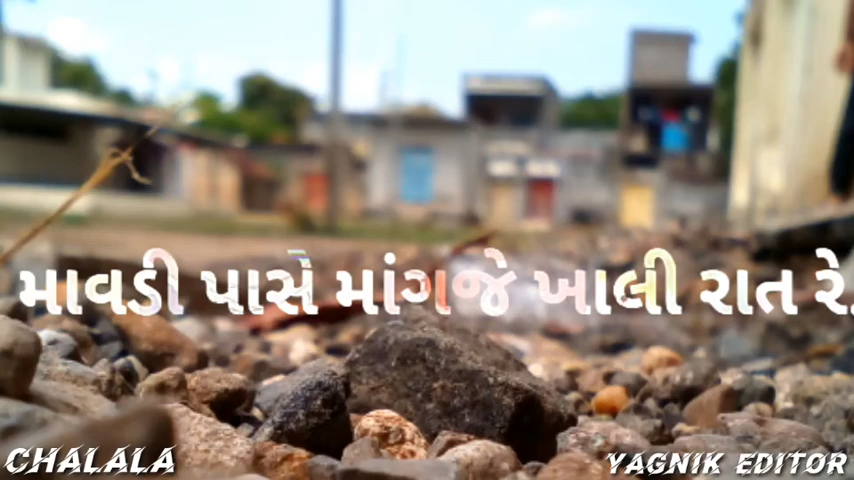 માવડી પાસે માંગજે ખાલી રાત રે.
CHALALA
YAGNIK EDITOR